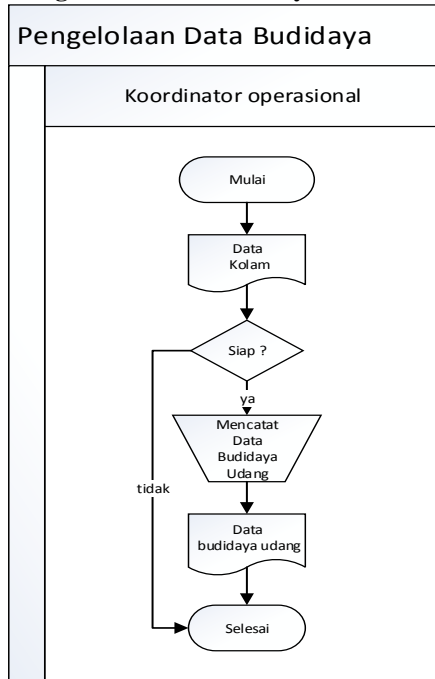 Pengelolaan Data Budidaya
Koordinator operasional
Mulai
Data
Kolam
Siap ?
ya
Mencatat
Data
Budidaya
Udang
tidak
Data
budidaya udang
Selesai